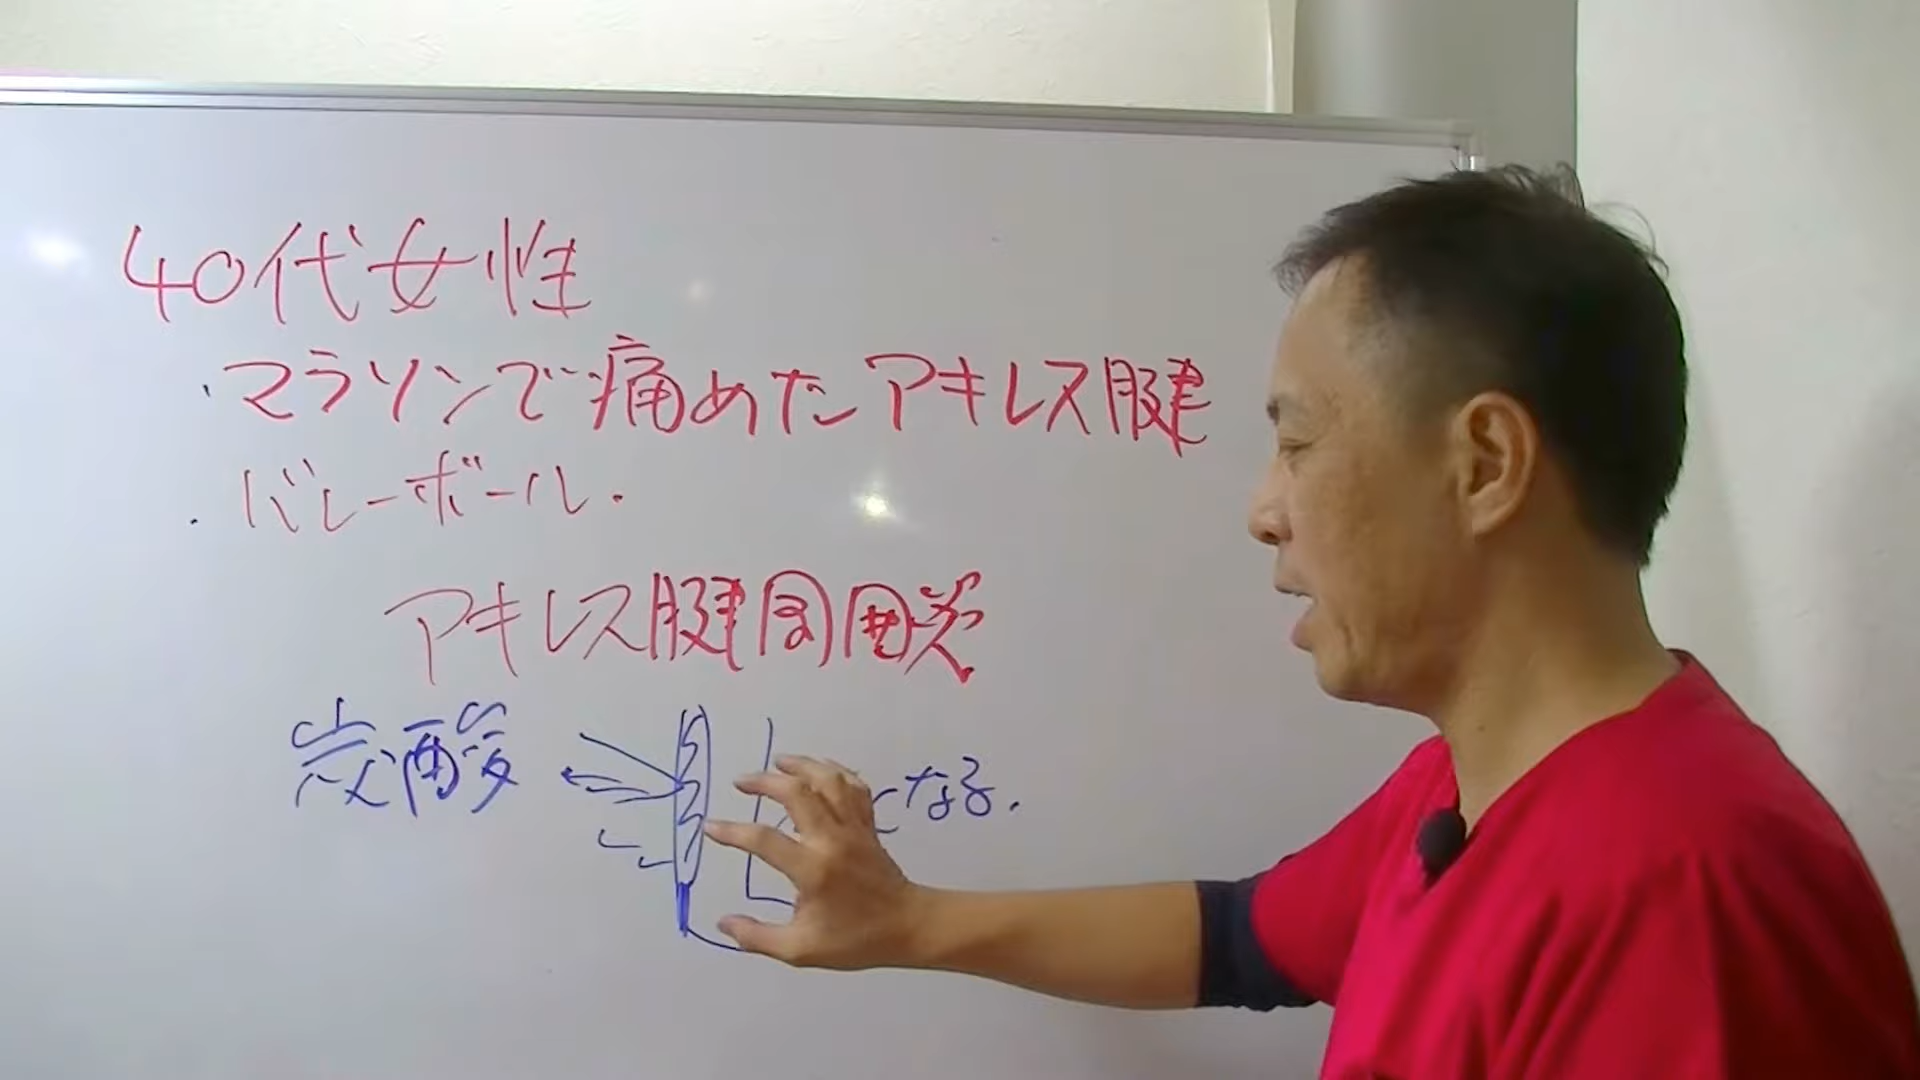 40代女性
・マラソンで痛めたアキレス腱
・バレーボール.
アキレス腱周囲炎
炭酸
となる.